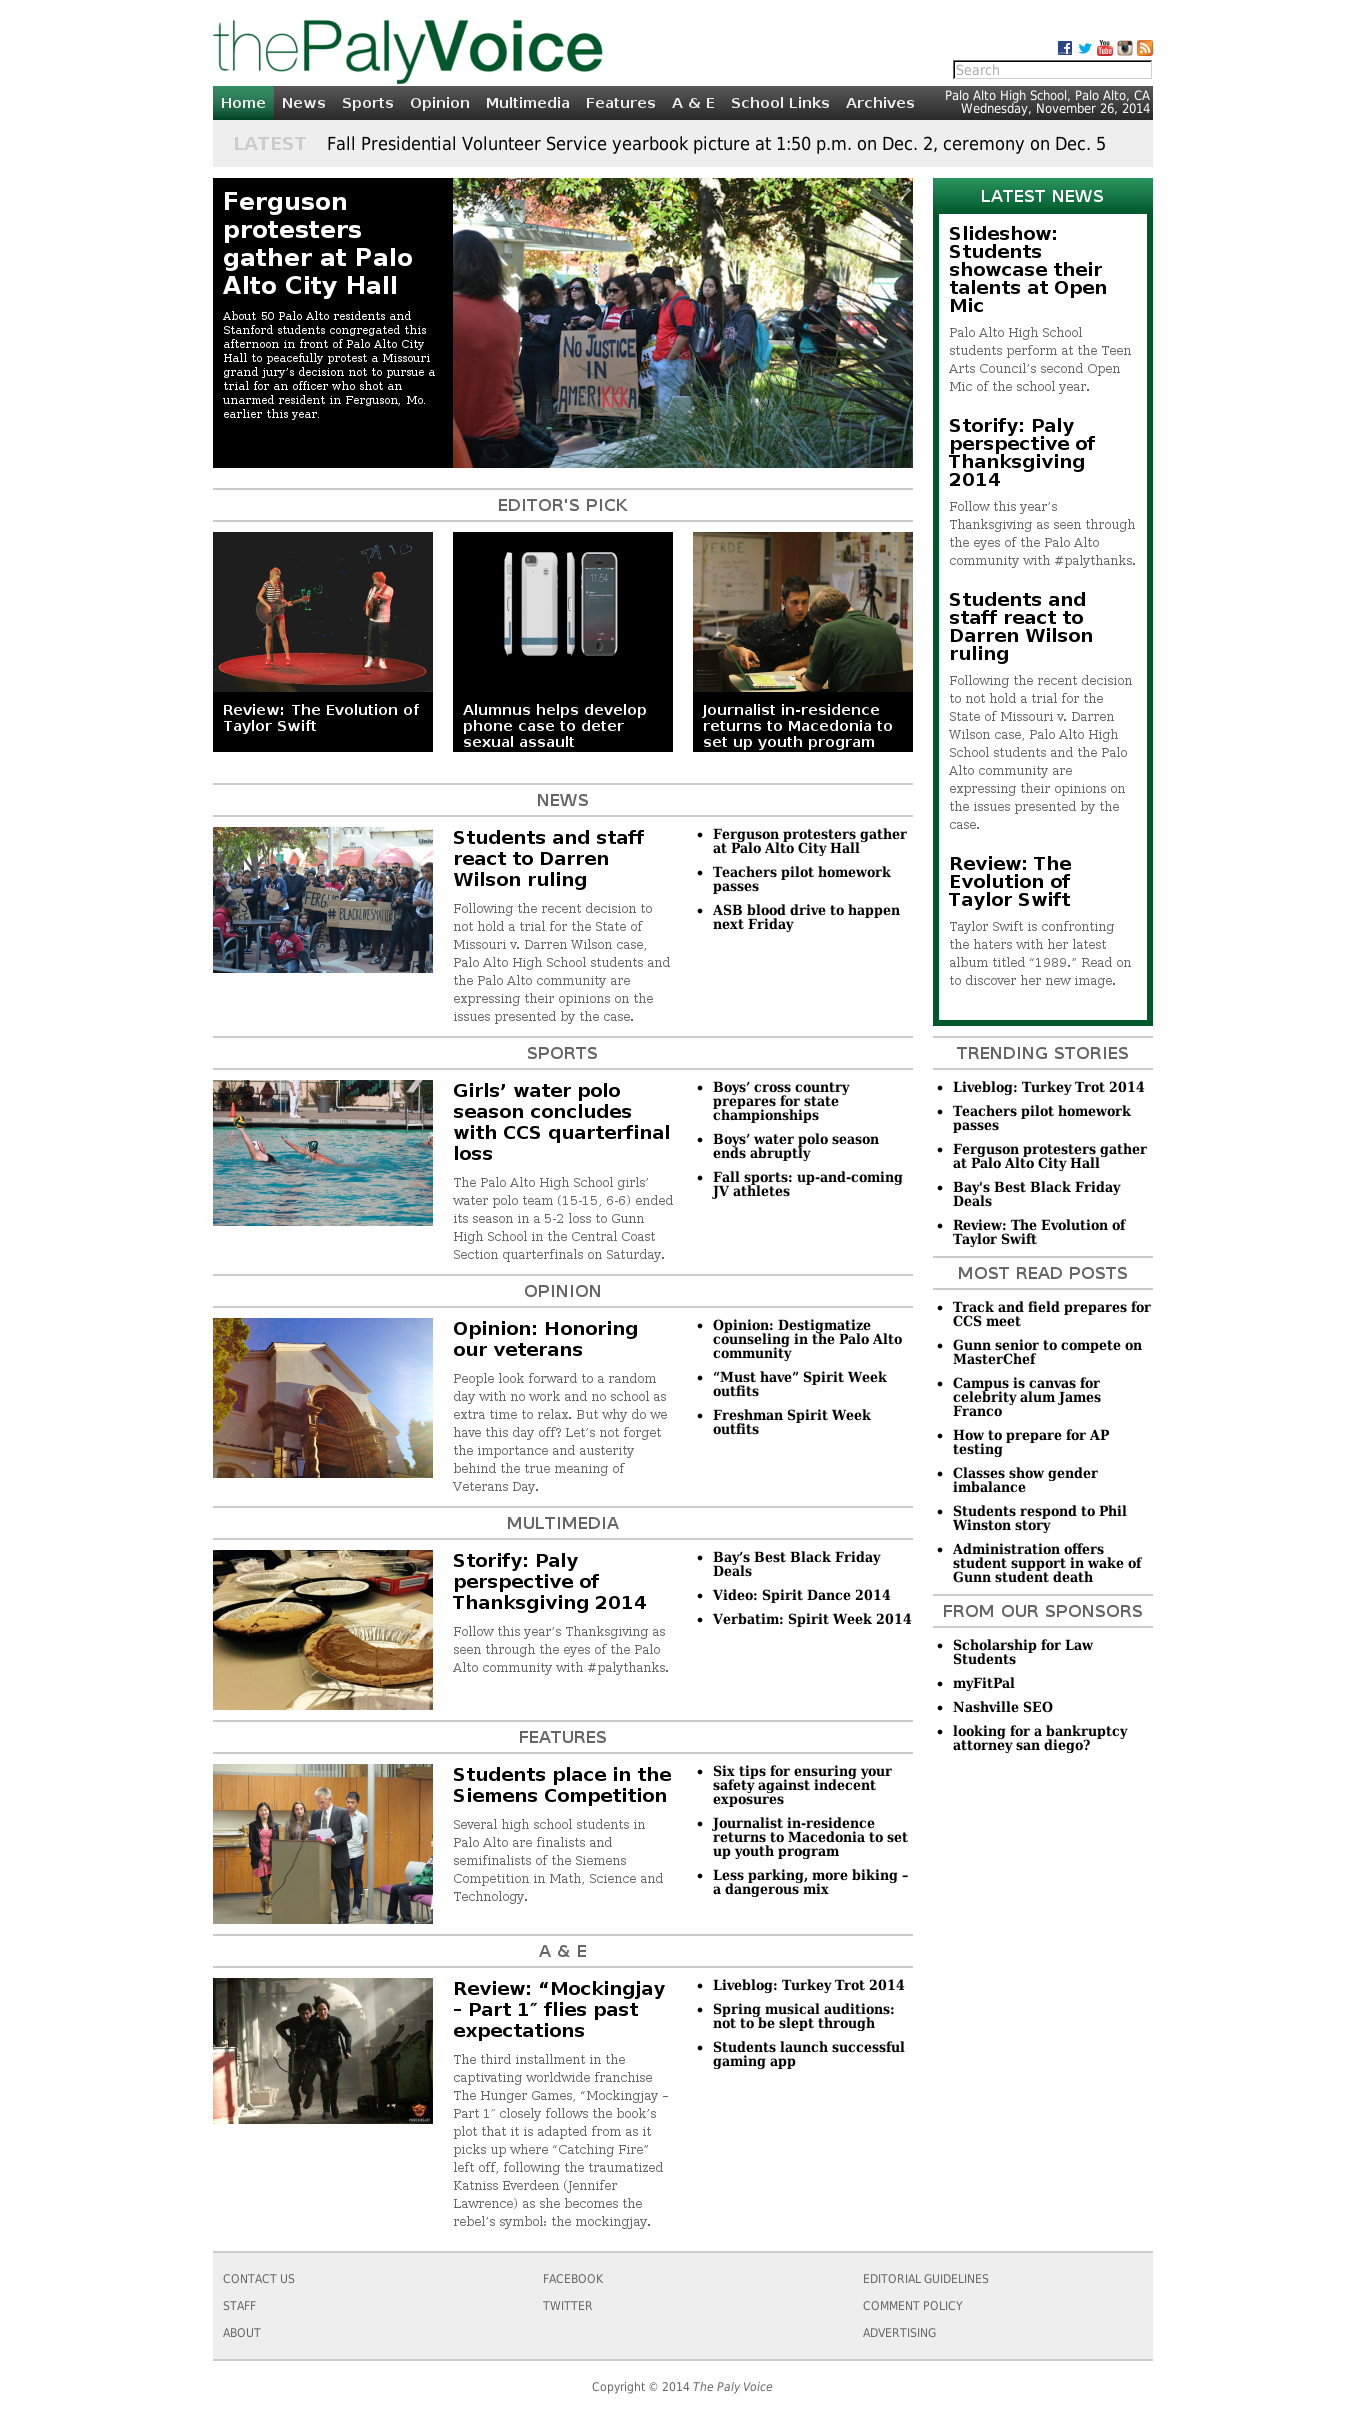 thePalyVoice
Search
Home News Sports Opinion Multimedia Features A & E School Links Archives
Palo Alto High School, Palo Alto, CA
Wednesday, November 26, 2014
LATEST Fall Presidential Volunteer Service yearbook picture at 1:50 p.m. on Dec. 2, ceremony on Dec. 5
Ferguson
protesters
gather at Palo
Alto City Hall
About 50 Palo Alto residents and
Stanford students congregated this
afternoon in front of Palo Alto City
Hall to peacefully protest a Missouri
grand jury's decision not to pursue a
trial for an officer who shot an
unarmed resident in Ferguson, Mo.
earlier this year.
NO JUSTICE
IN
AMERIKKKA
EDITOR'S PICK
Review: The Evolution of
Taylor Swift
11:54
Alumnus helps develop
phone case to deter
sexual assault
VERDE
Journalist in-residence
returns to Macedonia to
set up youth program
NEWS
# BLACKLIVESMATTER
Students and staff
react to Darren
Wilson ruling
Following the recent decision to
not hold a trial for the State of
Missouri v. Darren Wilson case,
Palo Alto High School students and
the Palo Alto community are
expressing their opinions on the
issues presented by the case.
• Ferguson protesters gather
at Palo Alto City Hall
• Teachers pilot homework
passes
• ASB blood drive to happen
next Friday
SPORTS
Girls’ water polo
season concludes
with CCS quarterfinal
loss
The Palo Alto High School girls’
water polo team (15-15, 6-6) ended
its season in a 5-2 loss to Gunn
High School in the Central Coast
Section quarterfinals on Saturday.
• Boys’ cross country
prepares for state
championships
• Boys’ water polo season
ends abruptly
• Fall sports: up-and-coming
JV athletes
OPINION
Opinion: Honoring
our veterans
People look forward to a random
day with no work and no school as
extra time to relax. But why do we
have this day off? Let’s not forget
the importance and austerity
behind the true meaning of
Veterans Day.
• Opinion: Destigmatize
counseling in the Palo Alto
community
• “Must have” Spirit Week
outfits
• Freshman Spirit Week
outfits
MULTIMEDIA
Storify: Paly
perspective of
Thanksgiving 2014
Follow this year’s Thanksgiving as
seen through the eyes of the Palo
Alto community with #palythanks.
• Bay’s Best Black Friday
Deals
• Video: Spirit Dance 2014
• Verbatim: Spirit Week 2014
FEATURES
Students place in the
Siemens Competition
Several high school students in
Palo Alto are finalists and
semifinalists of the Siemens
Competition in Math, Science and
Technology.
• Six tips for ensuring your
safety against indecent
exposures
• Journalist in-residence
returns to Macedonia to set
up youth program
• Less parking, more biking –
a dangerous mix
A & E
Review: “Mockingjay
– Part 1″ flies past
expectations
The third installment in the
captivating worldwide franchise
The Hunger Games, “Mockingjay –
Part 1″ closely follows the book’s
plot that it is adapted from as it
picks up where “Catching Fire”
left off, following the traumatized
Katniss Everdeen (Jennifer
Lawrence) as she becomes the
rebel’s symbol: the mockingjay.
• Liveblog: Turkey Trot 2014
• Spring musical auditions:
not to be slept through
• Students launch successful
gaming app
LATEST NEWS
Slideshow:
Students
showcase their
talents at Open
Mic
Palo Alto High School
students perform at the Teen
Arts Council’s second Open
Mic of the school year.
Storify: Paly
perspective of
Thanksgiving
2014
Follow this year’s
Thanksgiving as seen through
the eyes of the Palo Alto
community with #palythanks.
Students and
staff react to
Darren Wilson
ruling
Following the recent decision
to not hold a trial for the
State of Missouri v. Darren
Wilson case, Palo Alto High
School students and the Palo
Alto community are
expressing their opinions on
the issues presented by the
case.
Review: The
Evolution of
Taylor Swift
Taylor Swift is confronting
the haters with her latest
album titled “1989.” Read on
to discover her new image.
TRENDING STORIES
• Liveblog: Turkey Trot 2014
• Teachers pilot homework
passes
• Ferguson protesters gather
at Palo Alto City Hall
• Bay's Best Black Friday
Deals
• Review: The Evolution of
Taylor Swift
MOST READ POSTS
• Track and field prepares for
CCS meet
• Gunn senior to compete on
MasterChef
• Campus is canvas for
celebrity alum James
Franco
• How to prepare for AP
testing
• Classes show gender
imbalance
• Students respond to Phil
Winston story
• Administration offers
student support in wake of
Gunn student death
FROM OUR SPONSORS
• Scholarship for Law
Students
• myFitPal
• Nashville SEO
• looking for a bankruptcy
attorney san diego?
CONTACT US FACEBOOK EDITORIAL GUIDELINES
STAFF TWITTER COMMENT POLICY
ABOUT ADVERTISING
Copyright © 2014 The Paly Voice